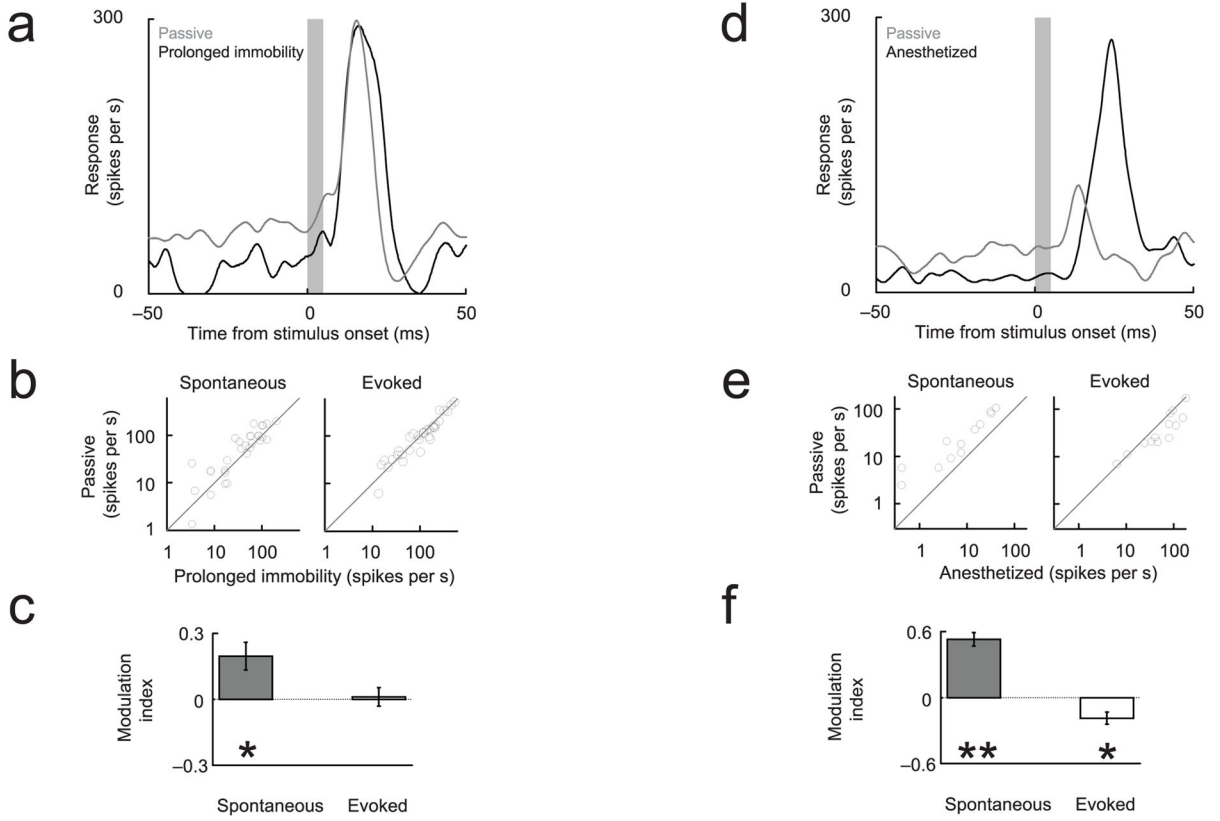 a
300
Passive
Prolonged immobility
Response
(spikes per s)
0
–50
0
50
Time from stimulus onset (ms)
d
300
Passive
Anesthetized
Response
(spikes per s)
0
–50
0
50
Time from stimulus onset (ms)
b
Spontaneous
Evoked
Passive
(spikes per s)
100
10
1
1
10
100
1
10
100
Prolonged immobility (spikes per s)
e
Spontaneous
Evoked
Passive
(spikes per s)
100
10
1
1
10
100
1
10
100
Anesthetized (spikes per s)
c
Modulation
index
0.3
0
–0.3
*
Spontaneous
Evoked
f
Modulation
index
0.6
0
–0.6
**
*
Spontaneous
Evoked